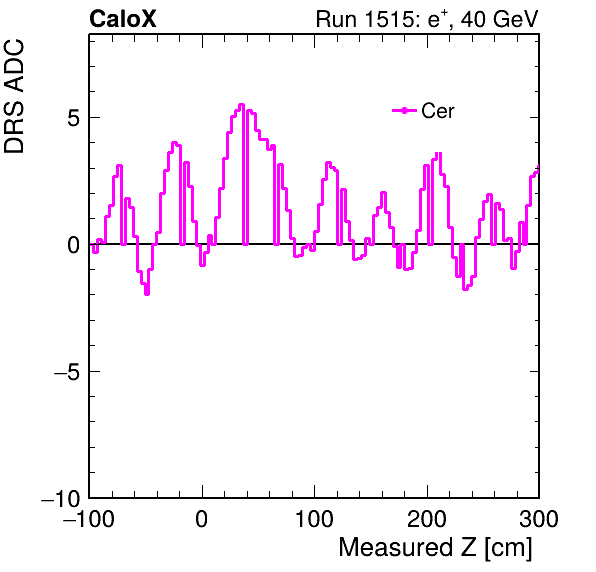 CaloX
Run 1515: e+, 40 GeV
DRS ADC
Cer
5
0
−5
−10
−100 0 100 200 300
Measured Z [cm]